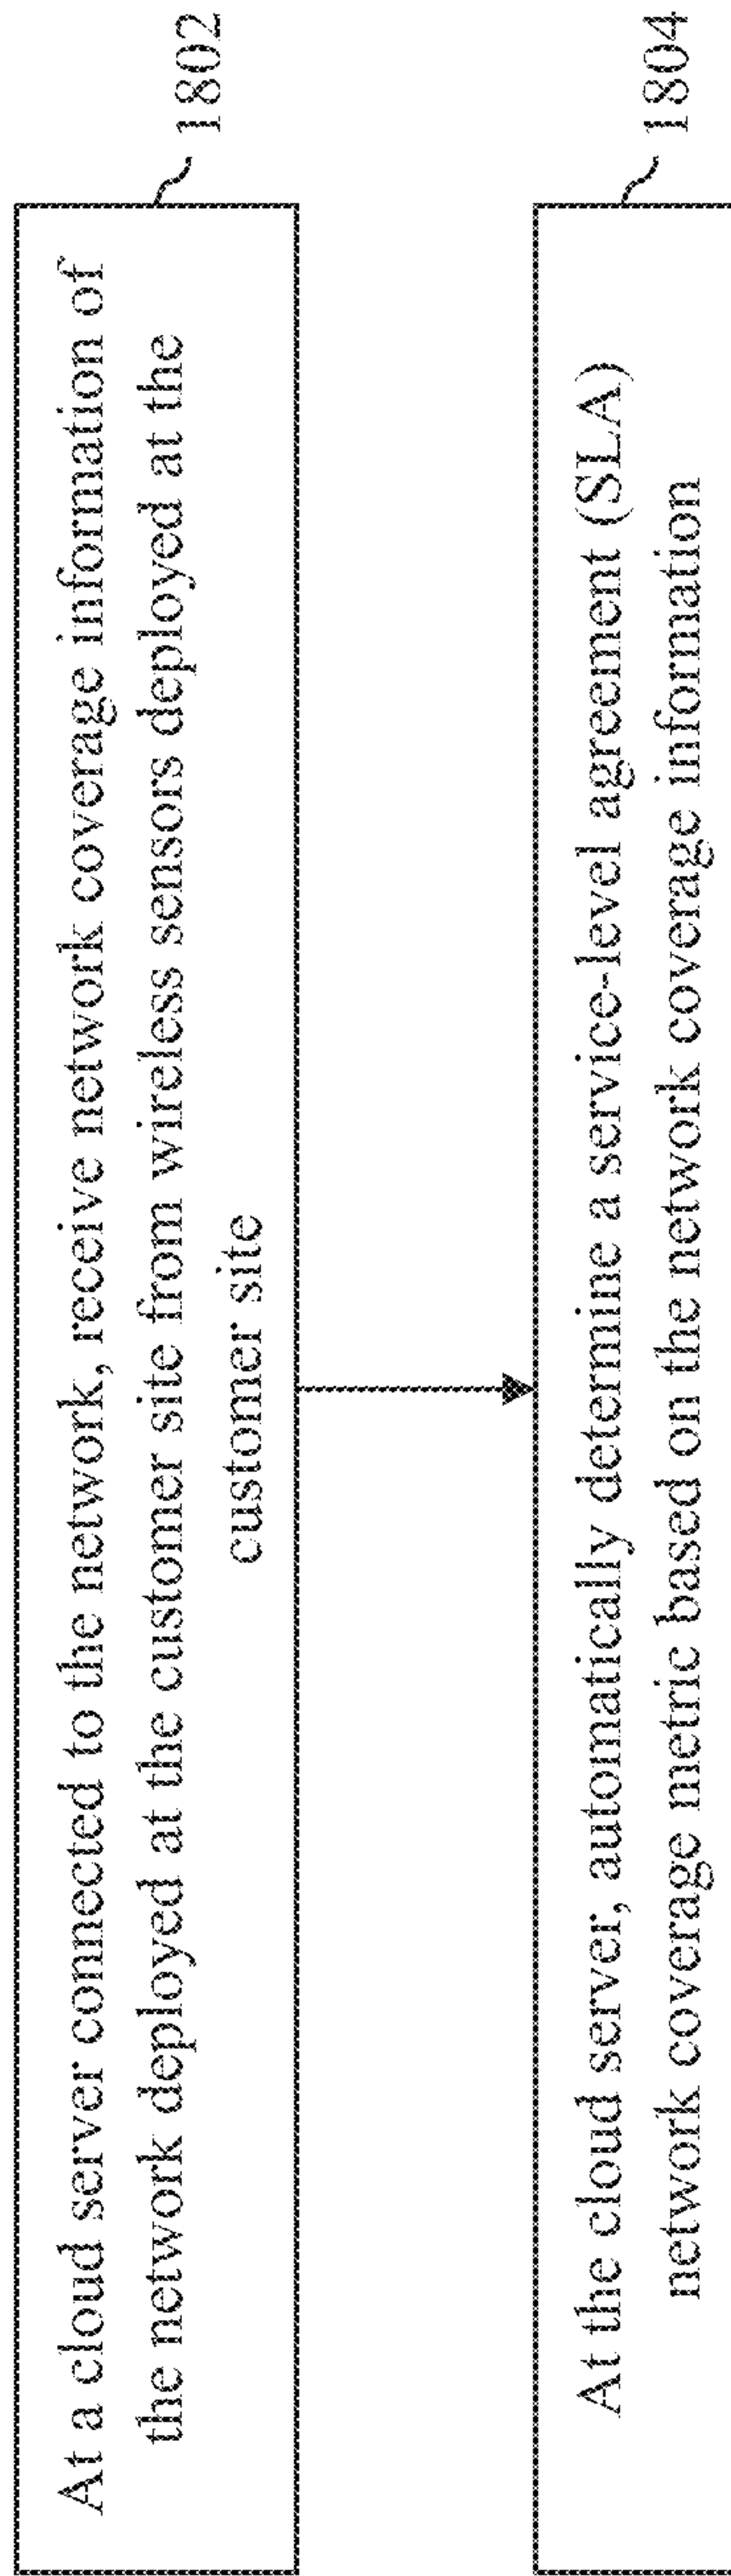 At a cloud server connected to the network, receive network coverage information of
the network deployed at the customer site from wireless sensors deployed at the
customer site
1802
At the cloud server, automatically determine a service-level agreement (SLA)
network coverage metric based on the network coverage information
1804